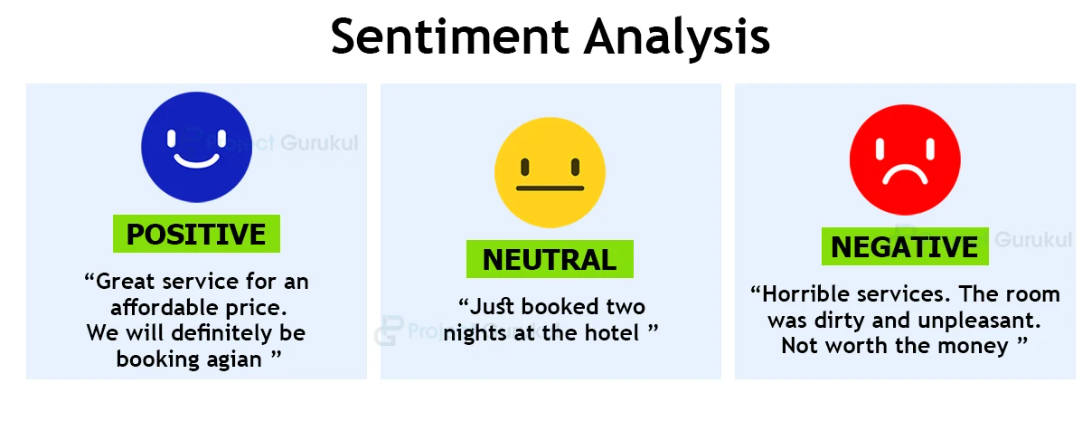 Sentiment Analysis
Project Gurukul
POSITIVE
“Great service for an
affordable price.
We will definitely be
booking agian ”
NEUTRAL
“Just booked two
nights at the hotel ”
Project Gurukul
Project Gurukul
NEGATIVE
“Horrible services. The room
was dirty and unpleasant.
Not worth the money ”